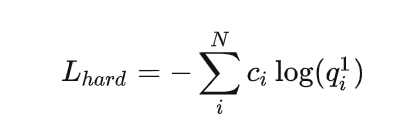 L_{hard} = -\sum_{i}^{N} c_i \log(q_i^1)